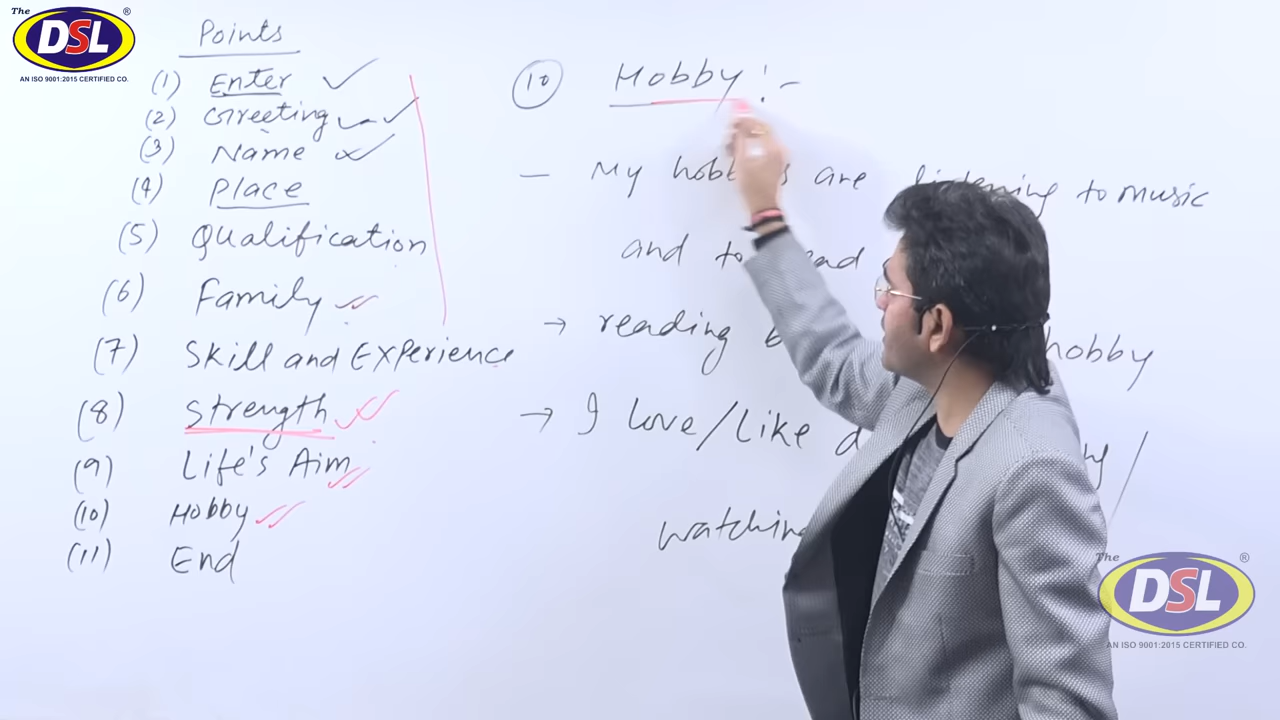 The
DSL
®
AN ISO 9001:2015 CERTIFIED CO.
Points
(1) Enter
(2) Greeting
(3) Name
(4) Place
(5) Qualification
(6) Family
(7) Skill and Experience
(8) Strength
(9) Life's Aim
(10) Hobby
(11) End
10 Hobby :-
- My are listening to music
and to
→ reading hobby
→ I love/like /
watching
The
DSL
®
AN ISO 9001:2015 CERTIFIED CO.